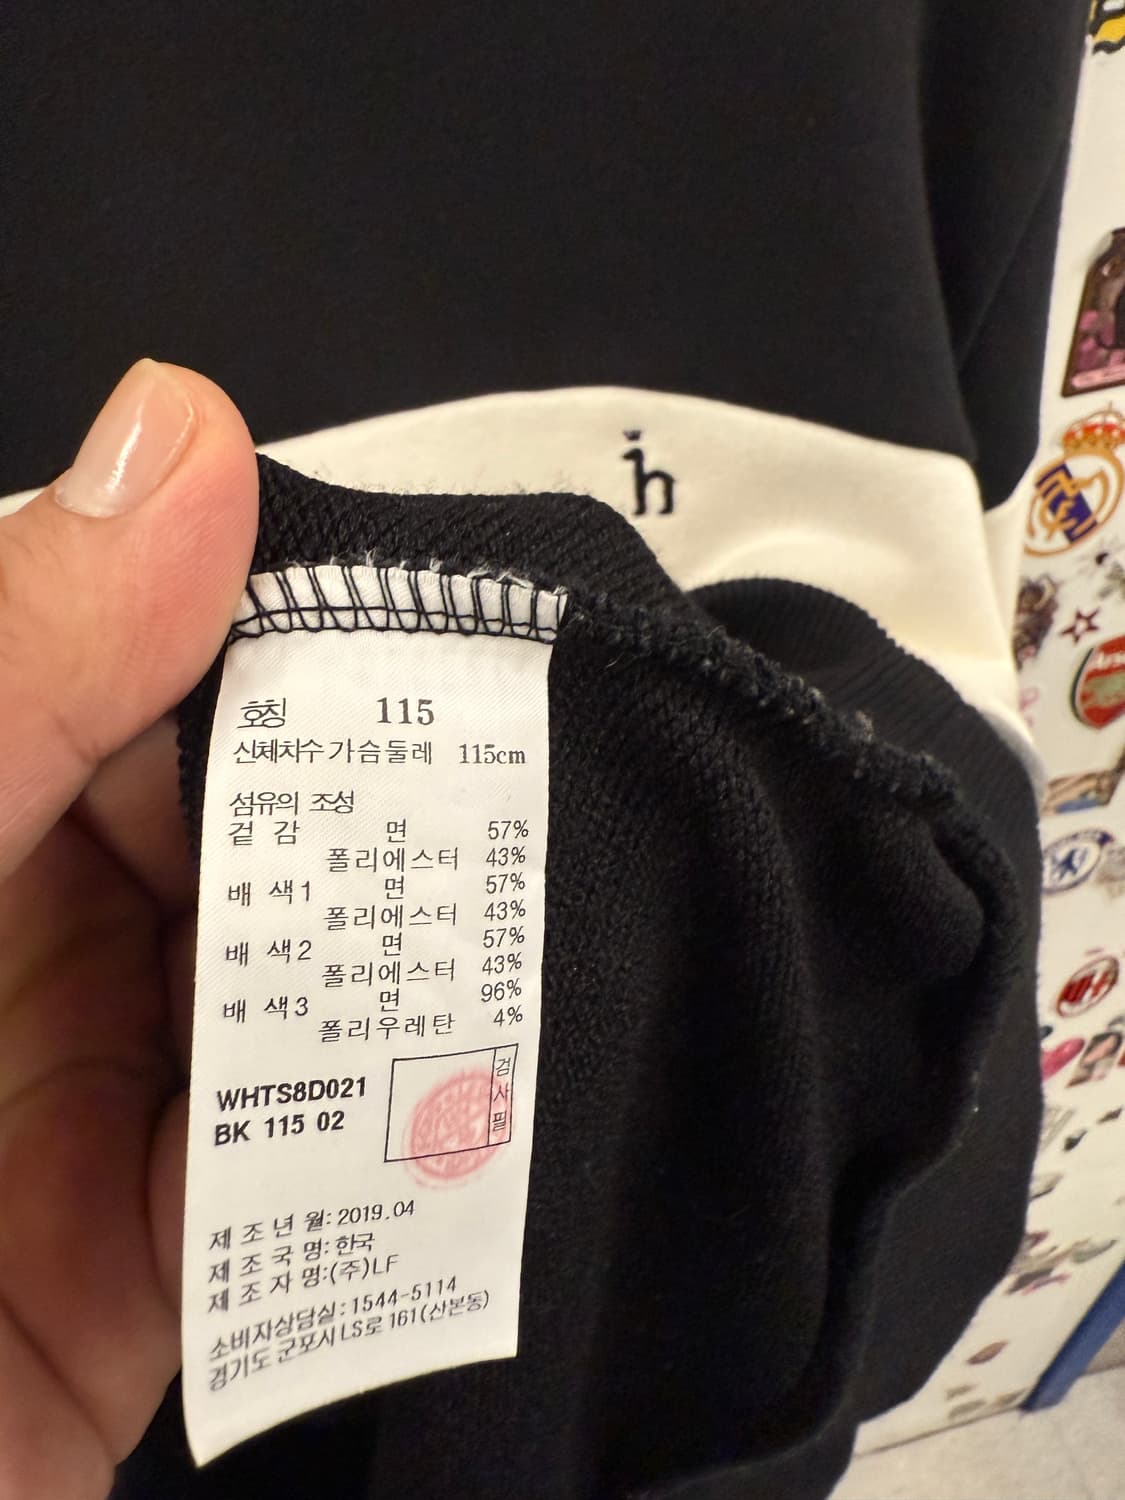 h
호칭 115
신체치수 가슴둘레 115cm
섬유의 조성
겉 감 면 57%
폴리에스터 43%
배 색1 면 57%
폴리에스터 43%
배 색2 면 57%
폴리에스터 43%
배 색3 면 96%
폴리우레탄 4%
WHTS8D021
BK 115 02
검사필
제 조 년 월: 2019.04
제 조 국 명: 한국
제 조 자 명:(주)LF
소비자상담실: 1544-5114
경기도 군포시 LS로 161(산본동)